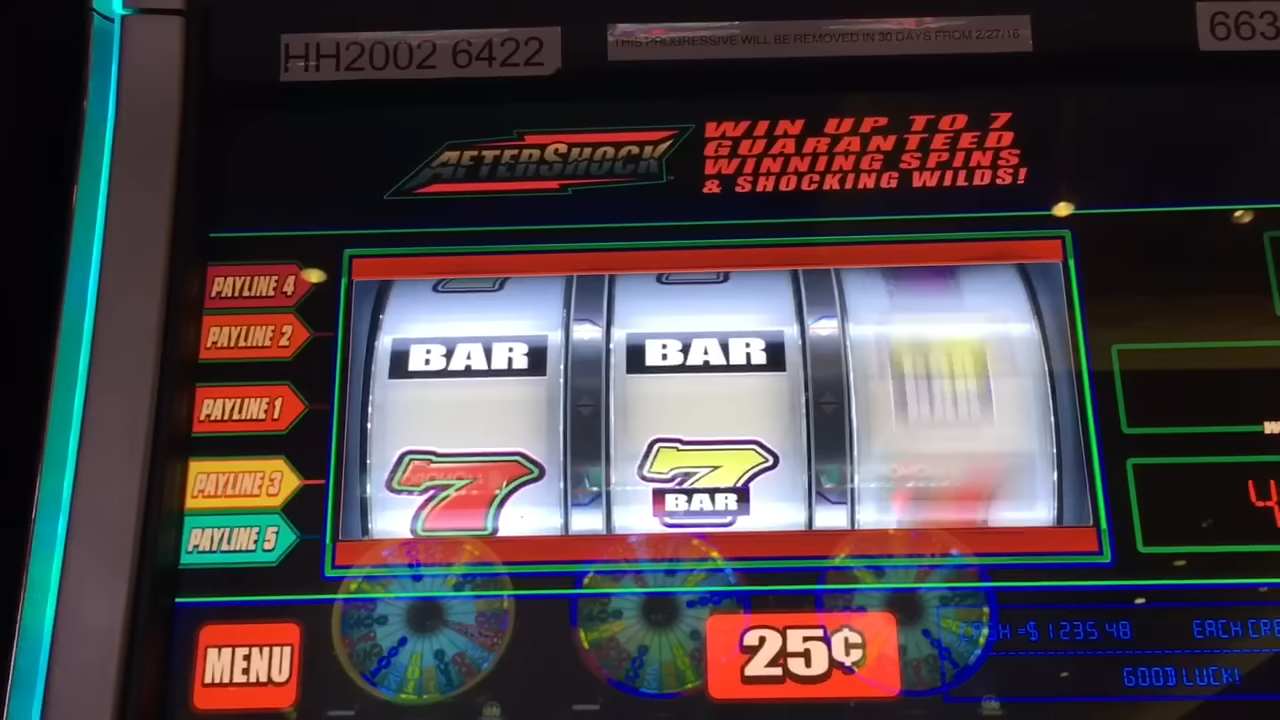 HH2002 6422
THIS PROGRESSIVE WILL BE REMOVED IN 30 DAYS FROM 2/27/16
663
AFTERSHOCK
WIN UP TO 7
GUARANTEED
WINNING SPINS
& SHOCKING WILDS!
PAYLINE 4
PAYLINE 2
PAYLINE 1
PAYLINE 3
PAYLINE 5
BAR
BAR
7
7
BAR
MENU
25¢
CASH =$1235.48
EACH CRE
GOOD LUCK!